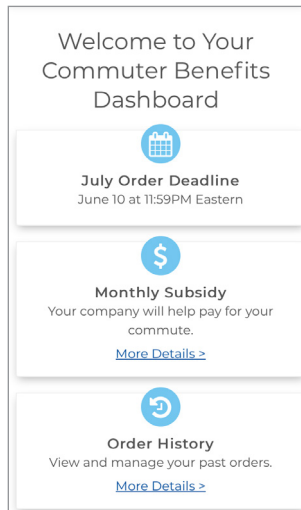 Welcome to Your
Commuter Benefits
Dashboard
July Order Deadline
June 10 at 11:59PM Eastern
Monthly Subsidy
Your company will help pay for your
commute.
More Details >
Order History
View and manage your past orders.
More Details >